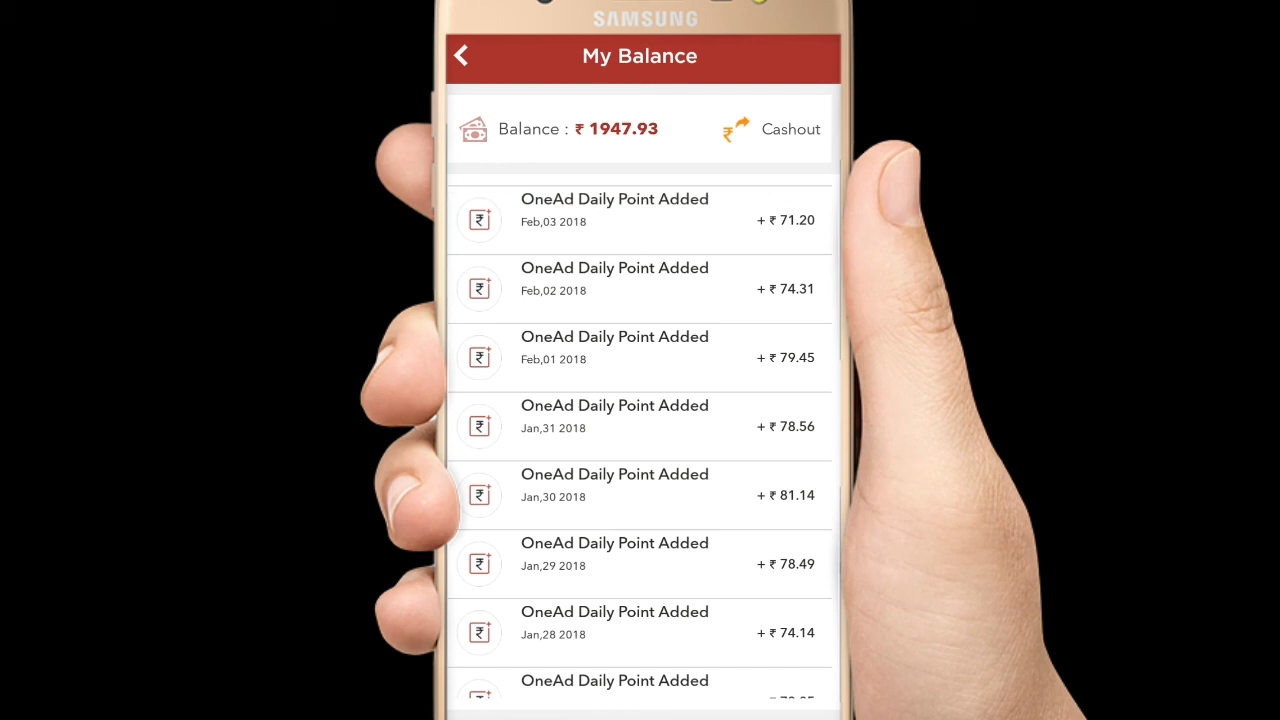 SAMSUNG
My Balance
Balance : ₹ 1947.93 Cashout
OneAd Daily Point Added
Feb,03 2018 + ₹ 71.20
OneAd Daily Point Added
Feb,02 2018 + ₹ 74.31
OneAd Daily Point Added
Feb,01 2018 + ₹ 79.45
OneAd Daily Point Added
Jan,31 2018 + ₹ 78.56
OneAd Daily Point Added
Jan,30 2018 + ₹ 81.14
OneAd Daily Point Added
Jan,29 2018 + ₹ 78.49
OneAd Daily Point Added
Jan,28 2018 + ₹ 74.14
OneAd Daily Point Added